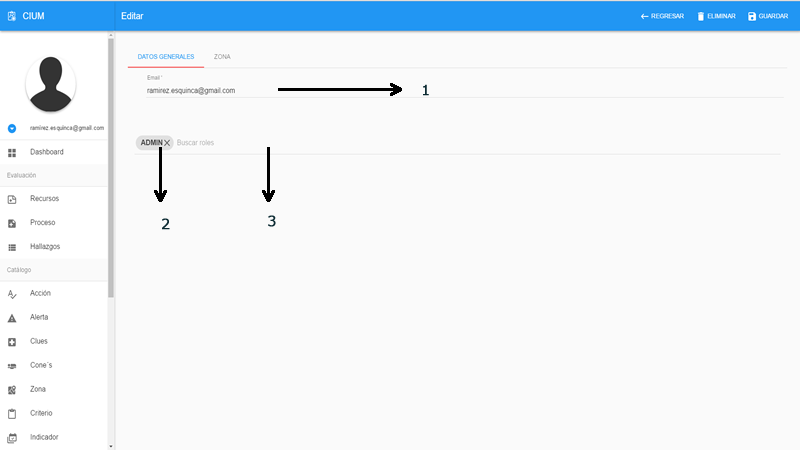 CIUM
Editar
REGRESAR
ELIMINAR
GUARDAR
DATOS GENERALES
ZONA
Email *
ramirez.esquinca@gmail.com
1
ADMIN
Buscar roles
2
3
ramirez.esquinca@gmail.com
Dashboard
Evaluación
Recursos
Proceso
Hallazgos
Catálogo
Acción
Alerta
Clues
Cone´s
Zona
Criterio
Indicador